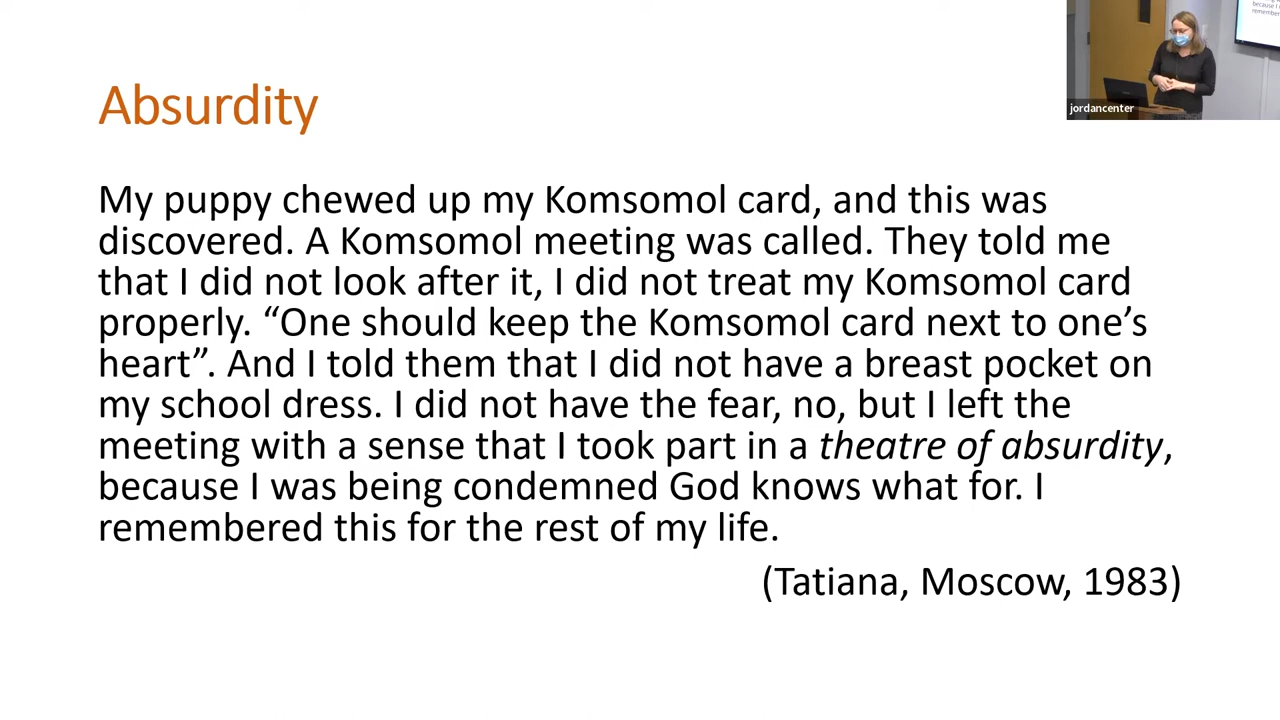 Absurdity
My puppy chewed up my Komsomol card, and this was
discovered. A Komsomol meeting was called. They told me
that I did not look after it, I did not treat my Komsomol card
properly. “One should keep the Komsomol card next to one’s
heart”. And I told them that I did not have a breast pocket on
my school dress. I did not have the fear, no, but I left the
meeting with a sense that I took part in a theatre of absurdity,
because I was being condemned God knows what for. I
remembered this for the rest of my life.
(Tatiana, Moscow, 1983)
jordancenter
because I